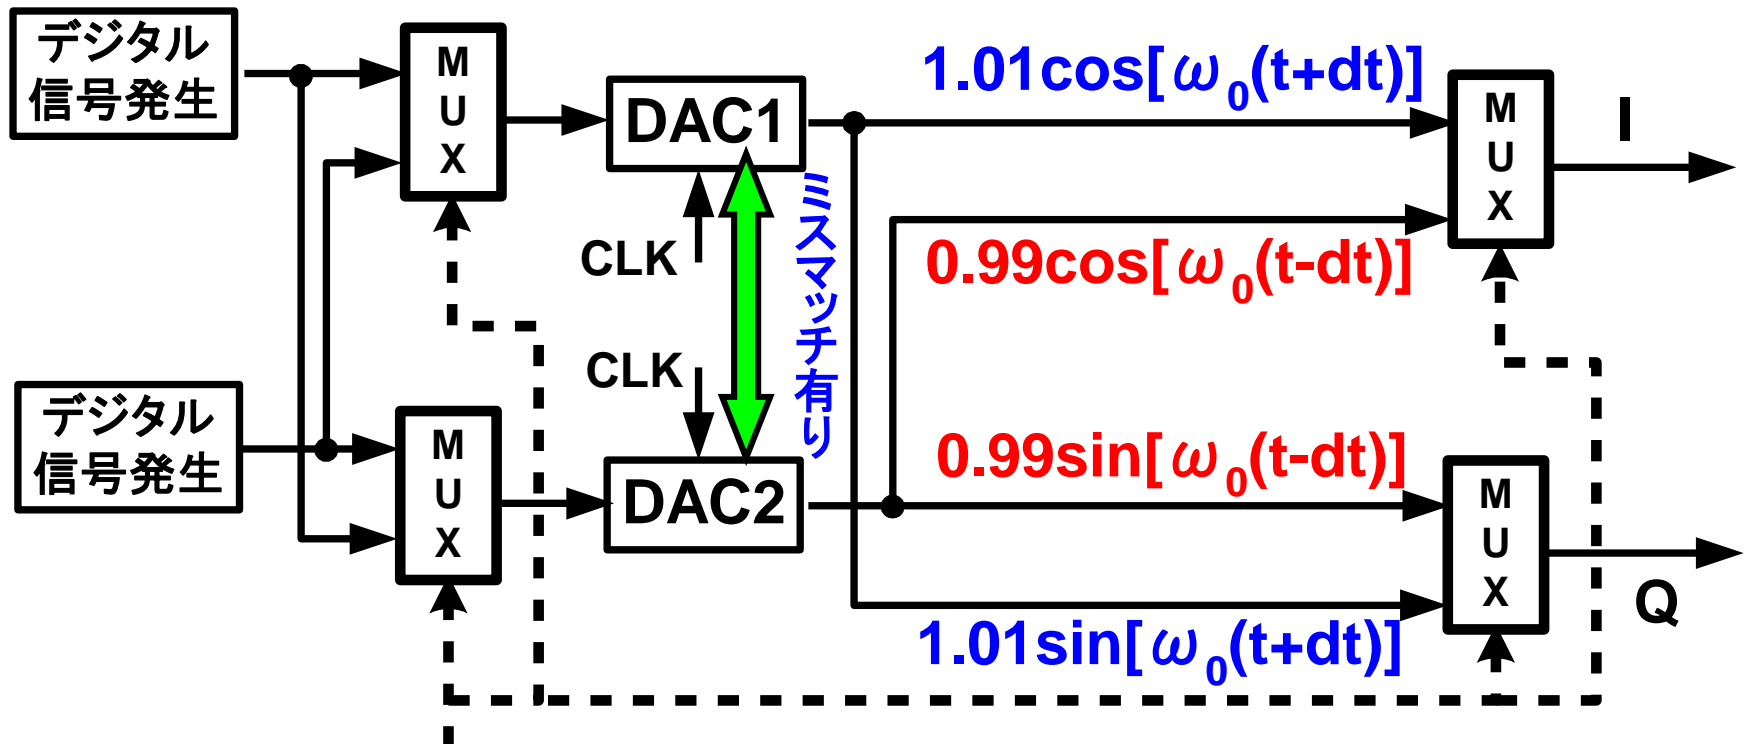 デジタル
信号発生
M
U
X
DAC1
1.01cos[ω0(t+dt)]
M
U
X
I
CLK
ミスマッチ有り
0.99cos[ω0(t-dt)]
CLK
デジタル
信号発生
M
U
X
DAC2
0.99sin[ω0(t-dt)]
M
U
X
Q
1.01sin[ω0(t+dt)]